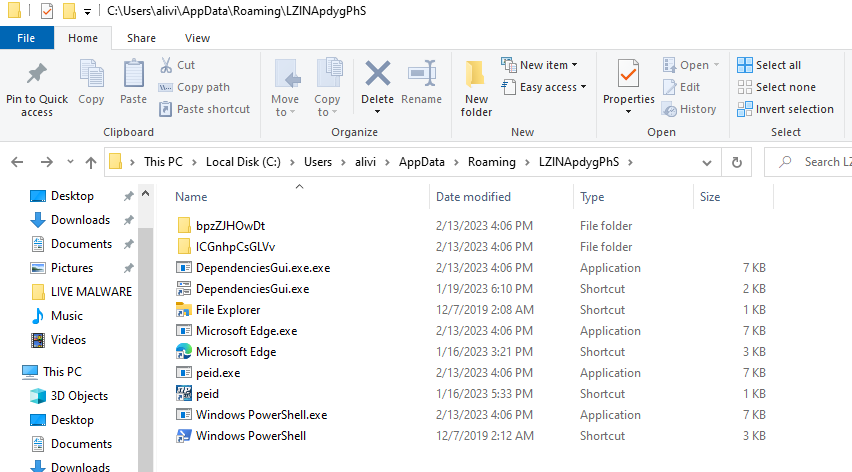 C:\Users\alivi\AppData\Roaming\LZINApdygPhS
File Home Share View
Pin to Quick access
Copy
Paste
Cut
Copy path
Paste shortcut
Clipboard
Move to
Copy to
Delete
Rename
Organize
New folder
New item
Easy access
New
Properties
Open
Edit
History
Open
Select all
Select none
Invert selection
Select
This PC > Local Disk (C:) > Users > alivi > AppData > Roaming > LZINApdygPhS >
Search LZ
Desktop
Downloads
Documents
Pictures
LIVE MALWARE
Music
Videos
This PC
3D Objects
Desktop
Documents
Downloads
Name Date modified Type Size
bpzZJHOwDt 2/13/2023 4:06 PM File folder
ICGnhpCsGLVv 2/13/2023 4:06 PM File folder
DependenciesGui.exe.exe 2/13/2023 4:06 PM Application 7 KB
DependenciesGui.exe 1/19/2023 6:10 PM Shortcut 2 KB
File Explorer 12/7/2019 2:08 AM Shortcut 1 KB
Microsoft Edge.exe 2/13/2023 4:06 PM Application 7 KB
Microsoft Edge 1/16/2023 3:21 PM Shortcut 3 KB
peid.exe 2/13/2023 4:06 PM Application 7 KB
peid 1/16/2023 5:33 PM Shortcut 1 KB
Windows PowerShell.exe 2/13/2023 4:06 PM Application 7 KB
Windows PowerShell 12/7/2019 2:12 AM Shortcut 3 KB